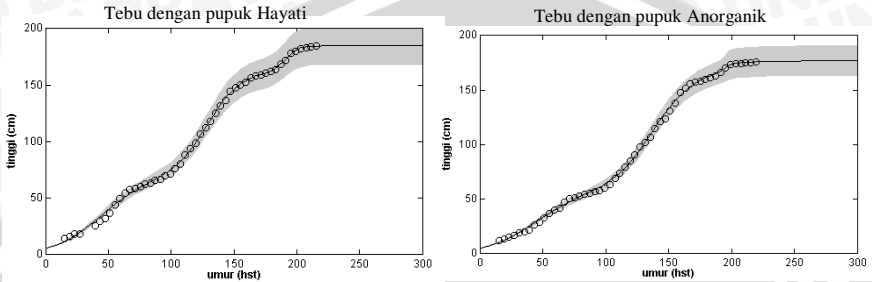 Tebu dengan pupuk Hayati
200
150
100
50
0
tinggi (cm)
0 50 100 150 200 250 300
umur (hst)
Tebu dengan pupuk Anorganik
200
150
100
50
0
tinggi (cm)
0 50 100 150 200 250 300
umur (hst)